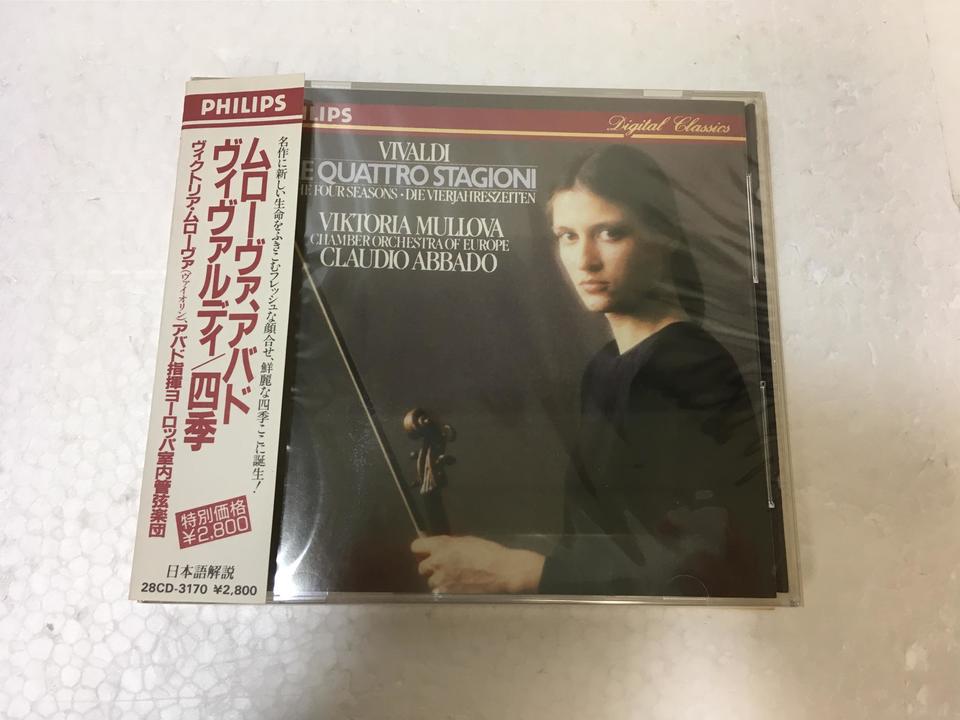 PHILIPS
名作に新しい生命をふきこむフレッシュな顔合せ、鮮麗な四季ここに誕生!
ムローヴァ、アバド
ヴィヴァルディ/四季
ヴィクトリア・ムローヴァ(ヴァイオリン)、アバド指揮ヨーロッパ室内管弦楽団
特別価格
¥2,800
日本語解説
28CD-3170 ¥2,800
LIPS
Digital Classics
VIVALDI
E QUATTRO STAGIONI
HE FOUR SEASONS · DIE VIERJAHRESZEITEN
VIKTORIA MULLOVA
CHAMBER ORCHESTRA OF EUROPE
CLAUDIO ABBADO